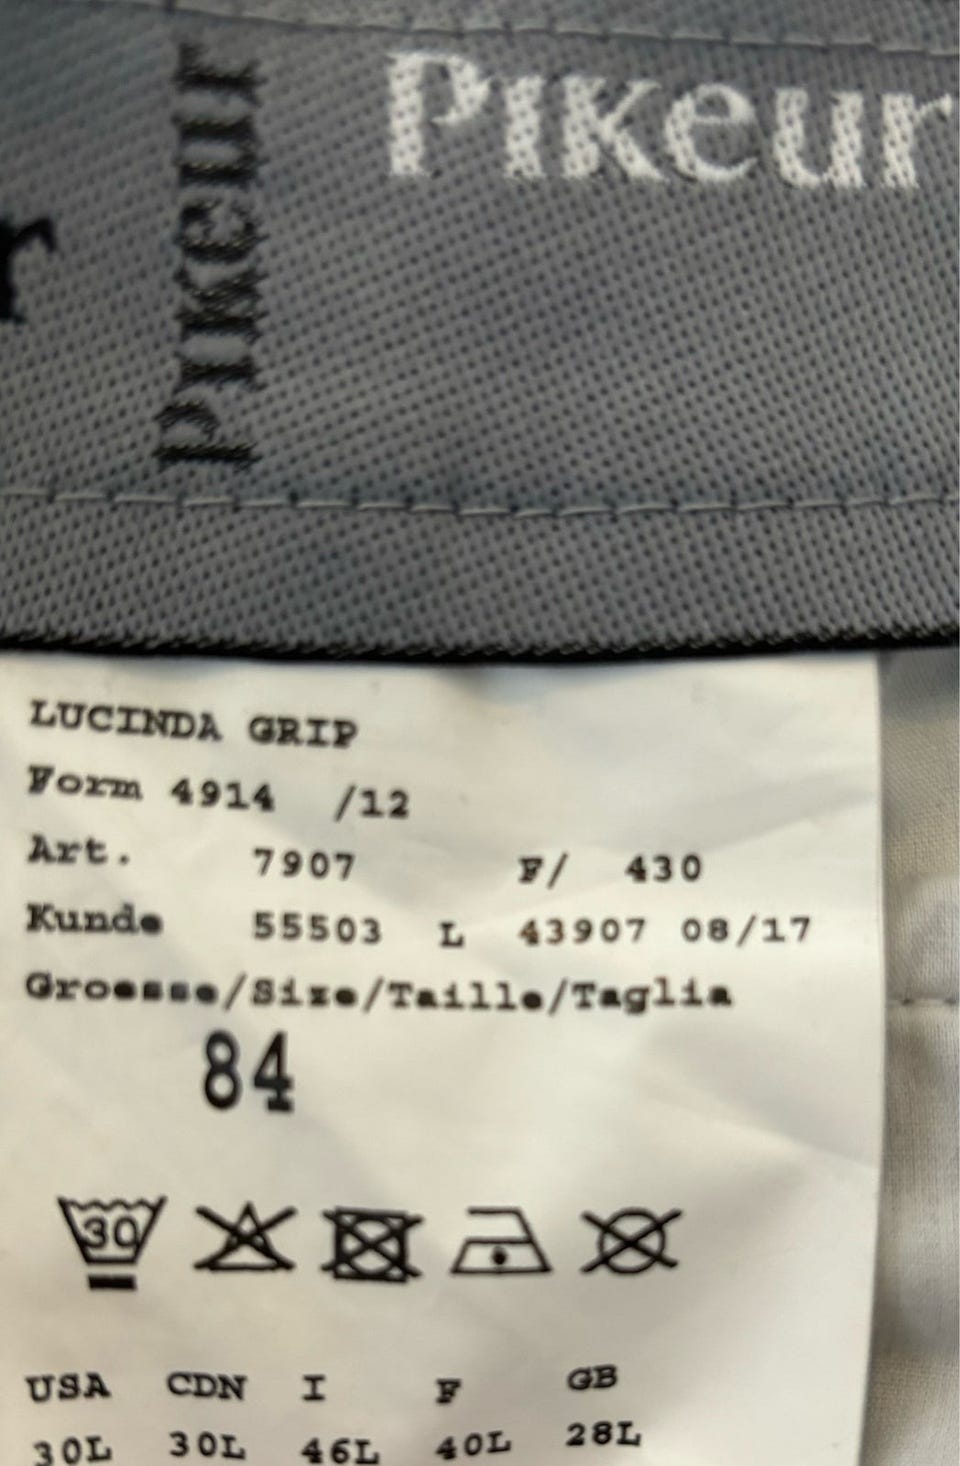 Pikeur
Pikeur
r
LUCINDA GRIP
Form 4914 /12
Art. 7907 F/ 430
Kunde 55503 L 43907 08/17
Groesse/Size/Taille/Taglia
84
30
USA CDN I F GB
30L 30L 46L 40L 28L